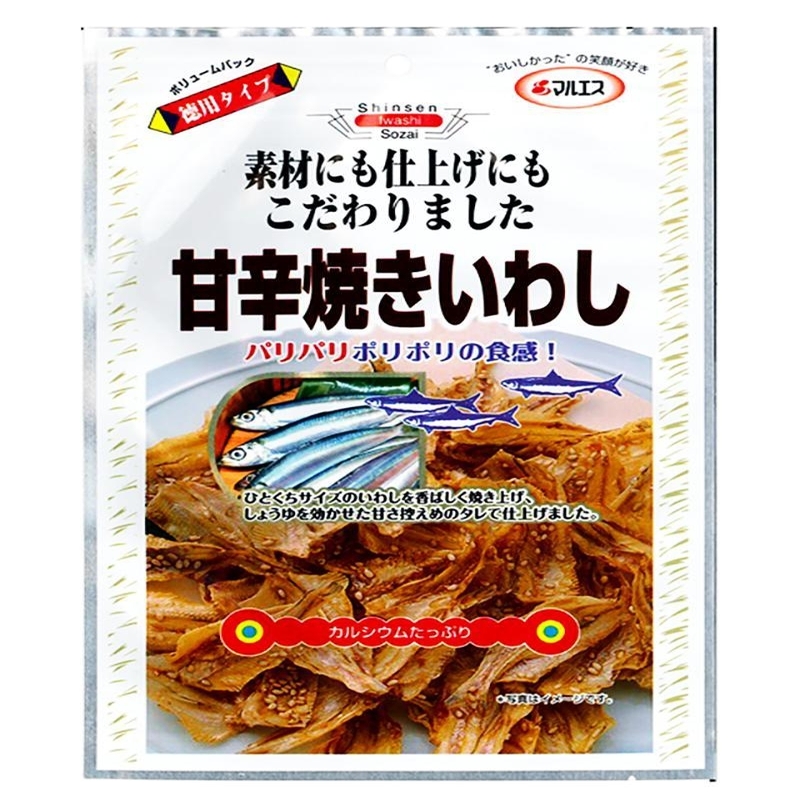 ボリュームパック
徳用タイプ
"おいしかった"の笑顔が好き
マルエス
Shinsen
Iwashi
Sozai
素材にも仕上げにも
こだわりました
甘辛焼きいわし
パリパリポリポリの食感！
ひとくちサイズのいわしを香ばしく焼き上げ、
しょうゆを効かせた甘さ控えめのタレで仕上げました。
カルシウムたっぷり
*写真はイメージです。